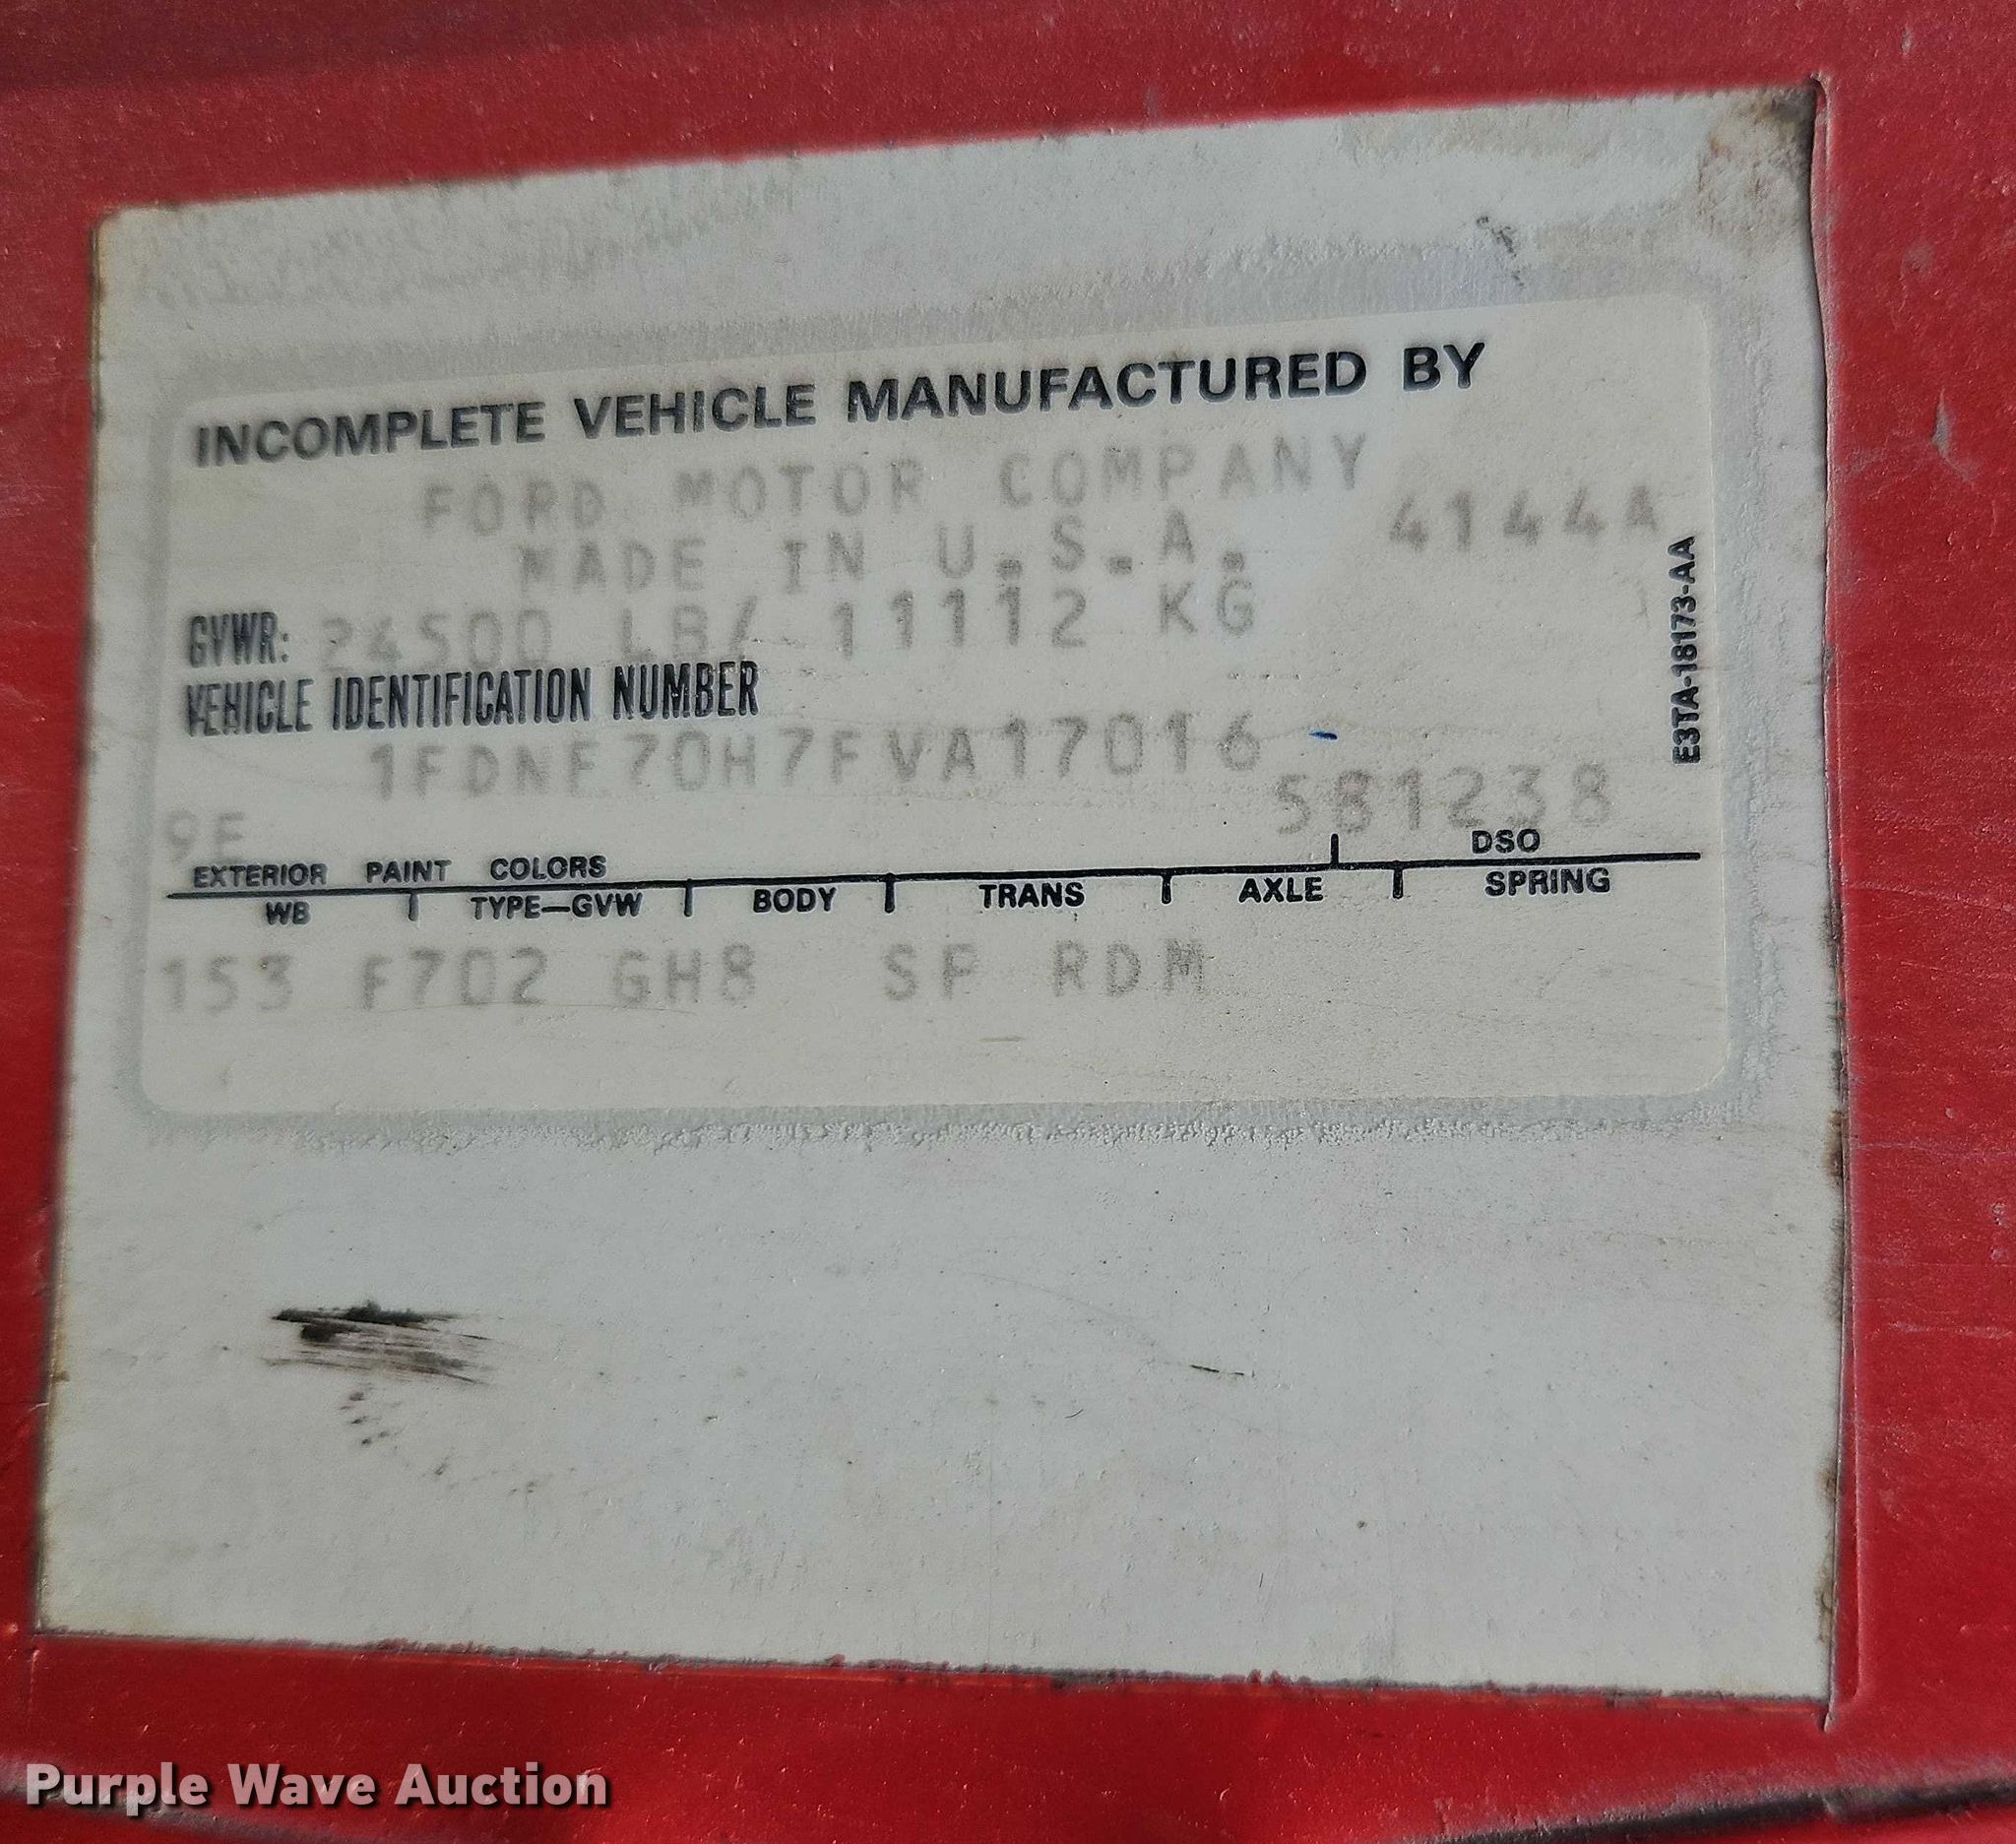 INCOMPLETE VEHICLE MANUFACTURED BY
FORD MOTOR COMPANY
MADE IN U.S.A. 41444
GVWR: 24500 LB/ 11112 KG
VEHICLE IDENTIFICATION NUMBER
1FDNF70H7FVA17016
E3TA-18173-AA
9F 581238
EXTERIOR PAINT COLORS DSO
WB TYPE-GVW BODY TRANS AXLE SPRING
153 F702 GH8 SP RDM
Purple Wave Auction